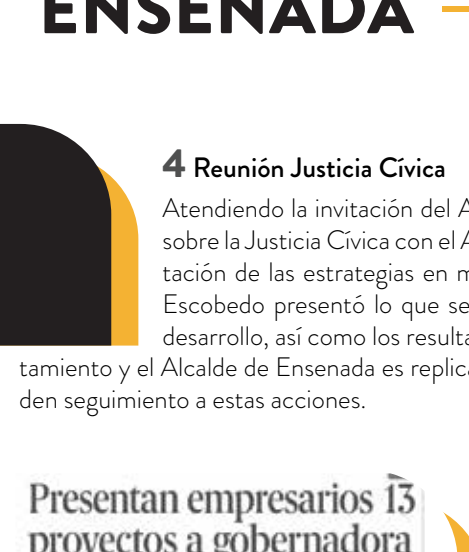 ENSENADA
4 Reunión Justicia Cívica
Atendiendo la invitación del A
sobre la Justicia Cívica con el A
tación de las estrategias en m
Escobedo presentó lo que se
desarrollo, así como los resulta
tamiento y el Alcalde de Ensenada es replica
den seguimiento a estas acciones.
Presentan empresarios 13
proyectos a gobernadora